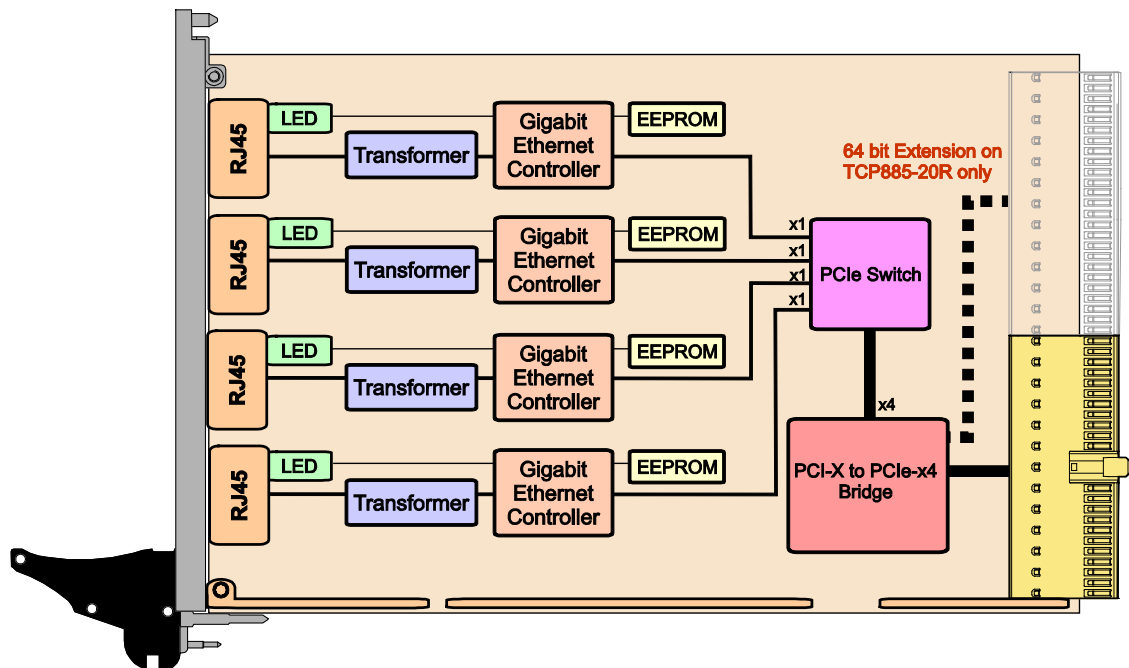 LED
EEPROM
RJ45
Transformer
Gigabit
Ethernet
Controller
64 bit Extension on
TCP885-20R only
LED
EEPROM
RJ45
Transformer
Gigabit
Ethernet
Controller
x1
x1
x1
x1
PCIe Switch
LED
EEPROM
RJ45
Transformer
Gigabit
Ethernet
Controller
x4
LED
EEPROM
RJ45
Transformer
Gigabit
Ethernet
Controller
PCI-X to PCIe-x4
Bridge